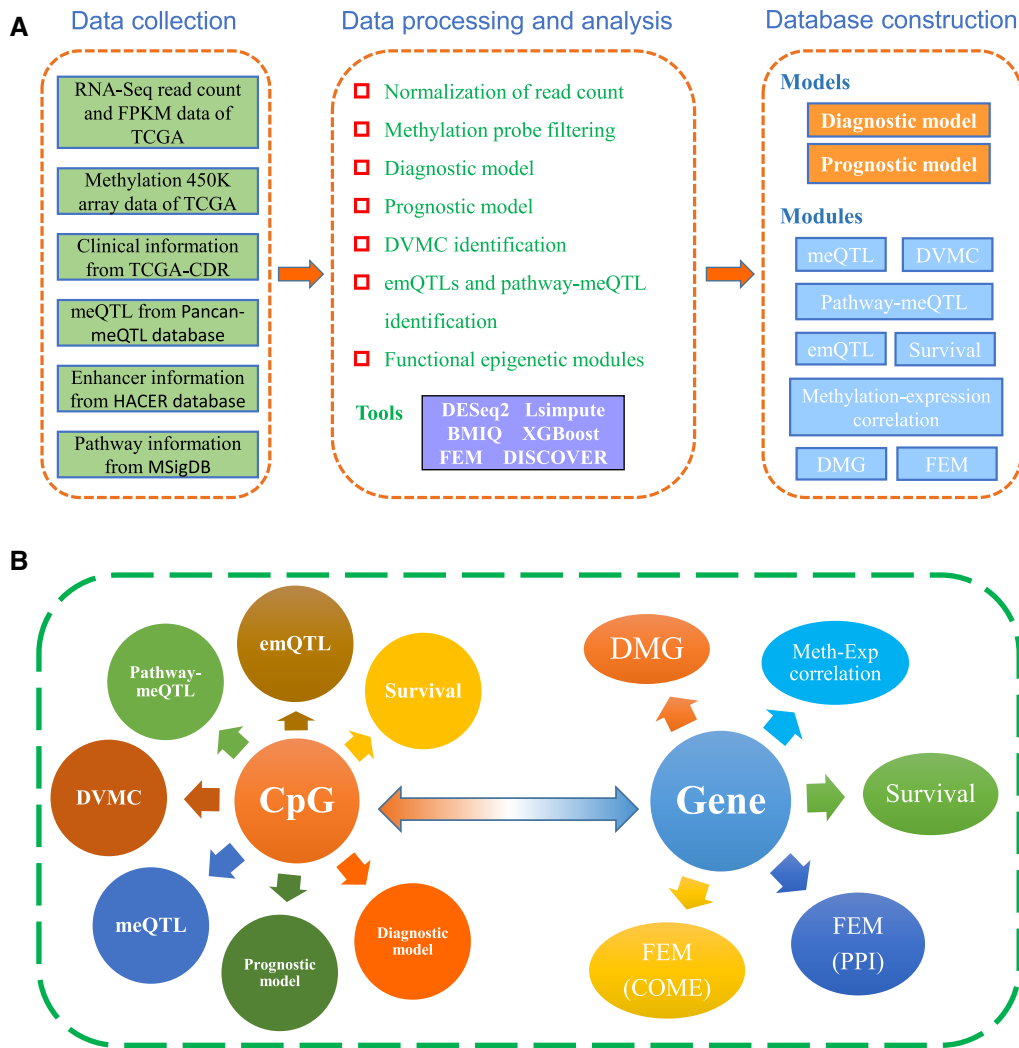 A
Data collection
RNA-Seq read count
and FPKM data of
TCGA
Methylation 450K
array data of TCGA
Clinical information
from TCGA-CDR
meQTL from Pancan-
meQTL database
Enhancer information
from HACER database
Pathway information
from MSigDB
Data processing and analysis
Normalization of read count
Methylation probe filtering
Diagnostic model
Prognostic model
DVMC identification
emQTLs and pathway-meQTL
identification
Functional epigenetic modules
Tools
DESeq2 Lsimpute
BMIQ XGBoost
FEM DISCOVER
Database construction
Models
Diagnostic model
Prognostic model
Modules
meQTL
DVMC
Pathway-meQTL
emQTL
Survival
Methylation-expression
correlation
DMG
FEM
B
emQTL
Pathway-
meQTL
Survival
DVMC
CpG
meQTL
Prognostic
model
Diagnostic
model
DMG
Meth-Exp
correlation
Gene
Survival
FEM
(COME)
FEM
(PPI)